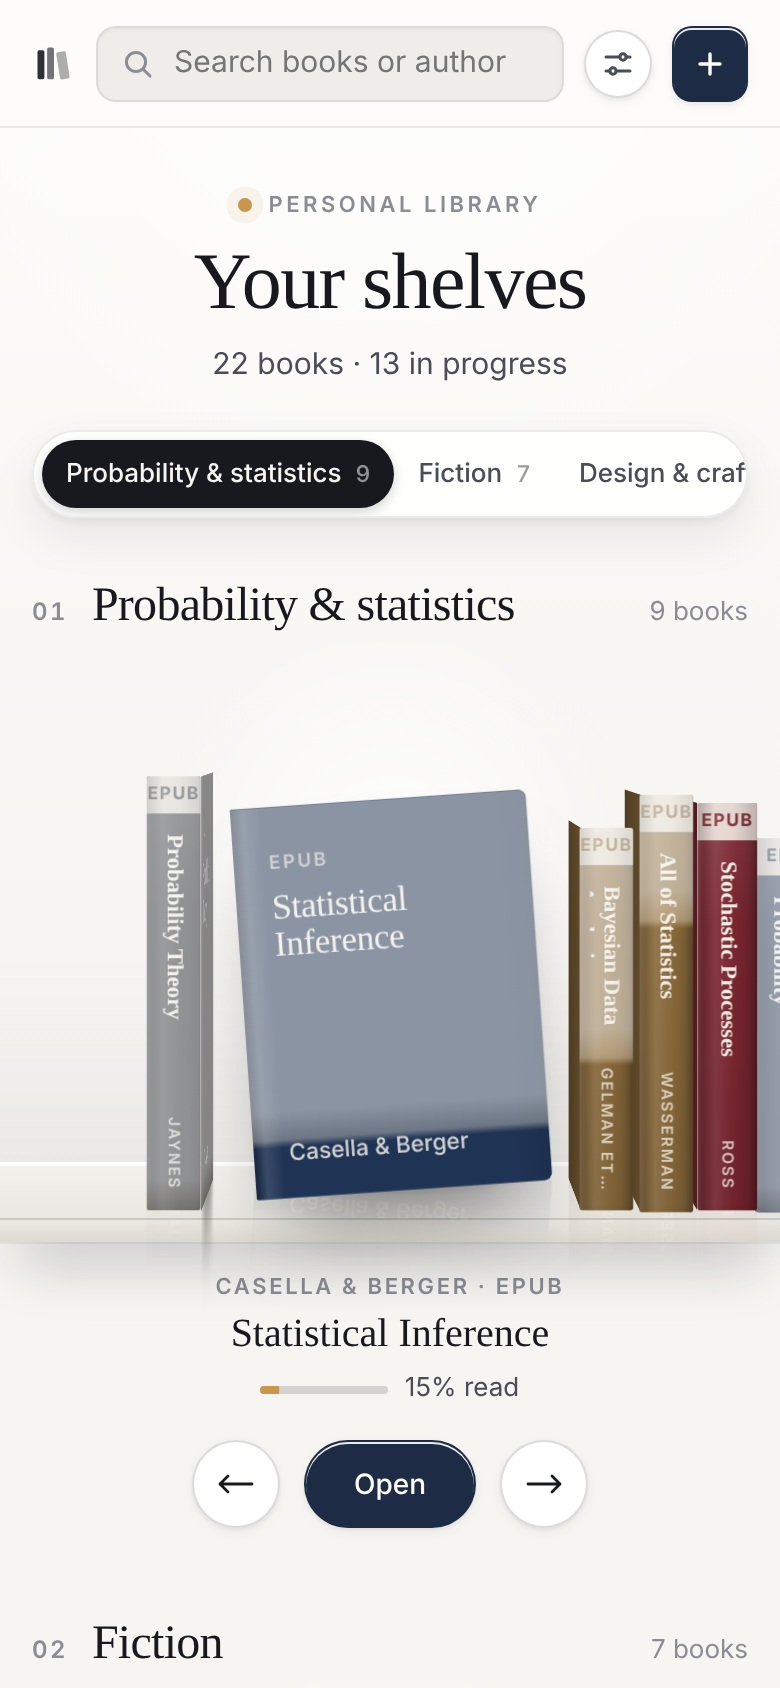 Search books or author
PERSONAL LIBRARY
Your shelves
22 books · 13 in progress
Probability & statistics 9
Fiction 7
Design & craf
01 Probability & statistics
9 books
EPUB
Probability Theory
JAYNES
EPUB
Statistical
Inference
Casella & Berger
EPUB
Bayesian Data
GELMAN ET…
EPUB
All of Statistics
WASSERMAN
EPUB
Stochastic Processes
ROSS
CASELLA & BERGER · EPUB
Statistical Inference
15% read
Open
02 Fiction
7 books